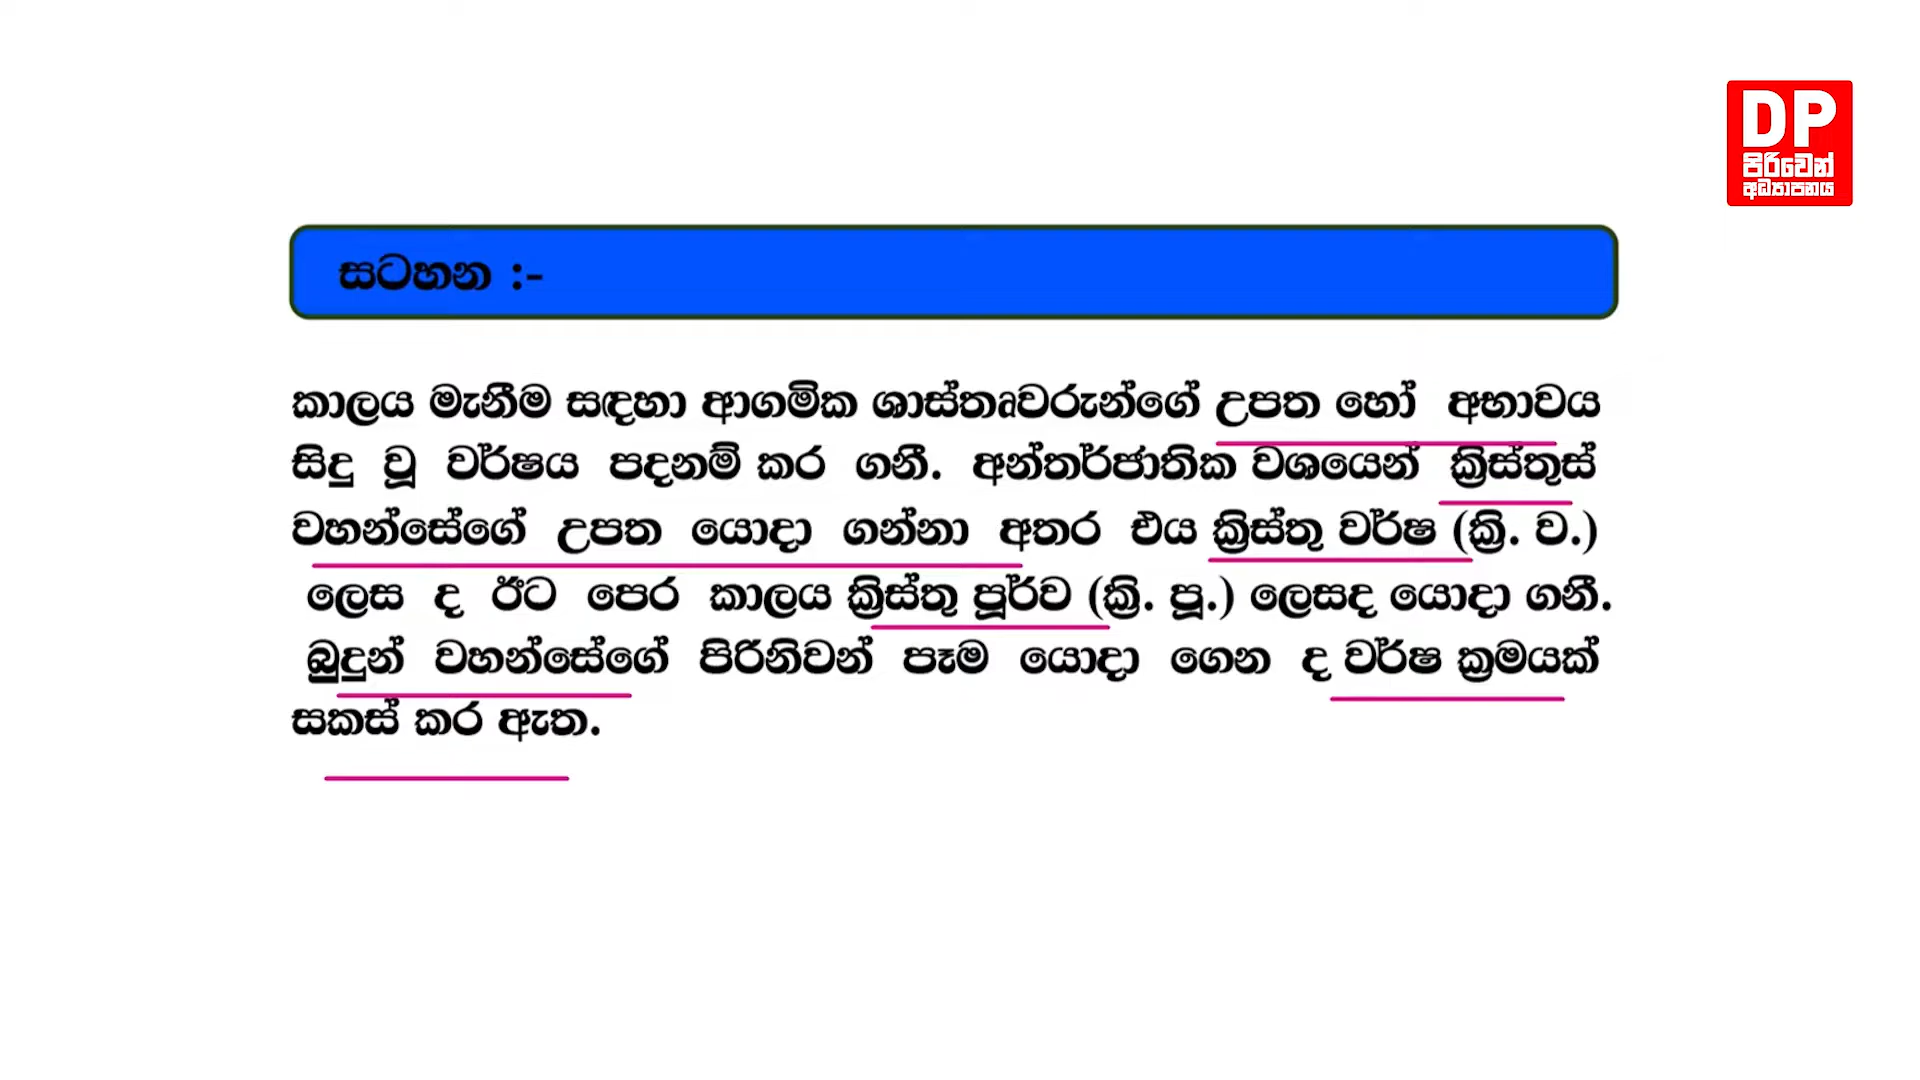 DP
පිරිවෙන්
අධ්‍යාපනය
සටහන :-
කාලය මැනීම සඳහා ආගමික ශාස්තෘවරුන්ගේ උපත හෝ අභාවය
සිදු වූ වර්ෂය පදනම් කර ගනී. අන්තර්ජාතික වශයෙන් ක්‍රිස්තුස්
වහන්සේගේ උපත යොදා ගන්නා අතර එය ක්‍රිස්තු වර්ෂ (ක්‍රි. ව.)
ලෙස ද ඊට පෙර කාලය ක්‍රිස්තු පූර්ව (ක්‍රි. පූ.) ලෙසද යොදා ගනී.
බුදුන් වහන්සේගේ පිරිනිවන් පෑම යොදා ගෙන ද වර්ෂ ක්‍රමයක්
සකස් කර ඇත.